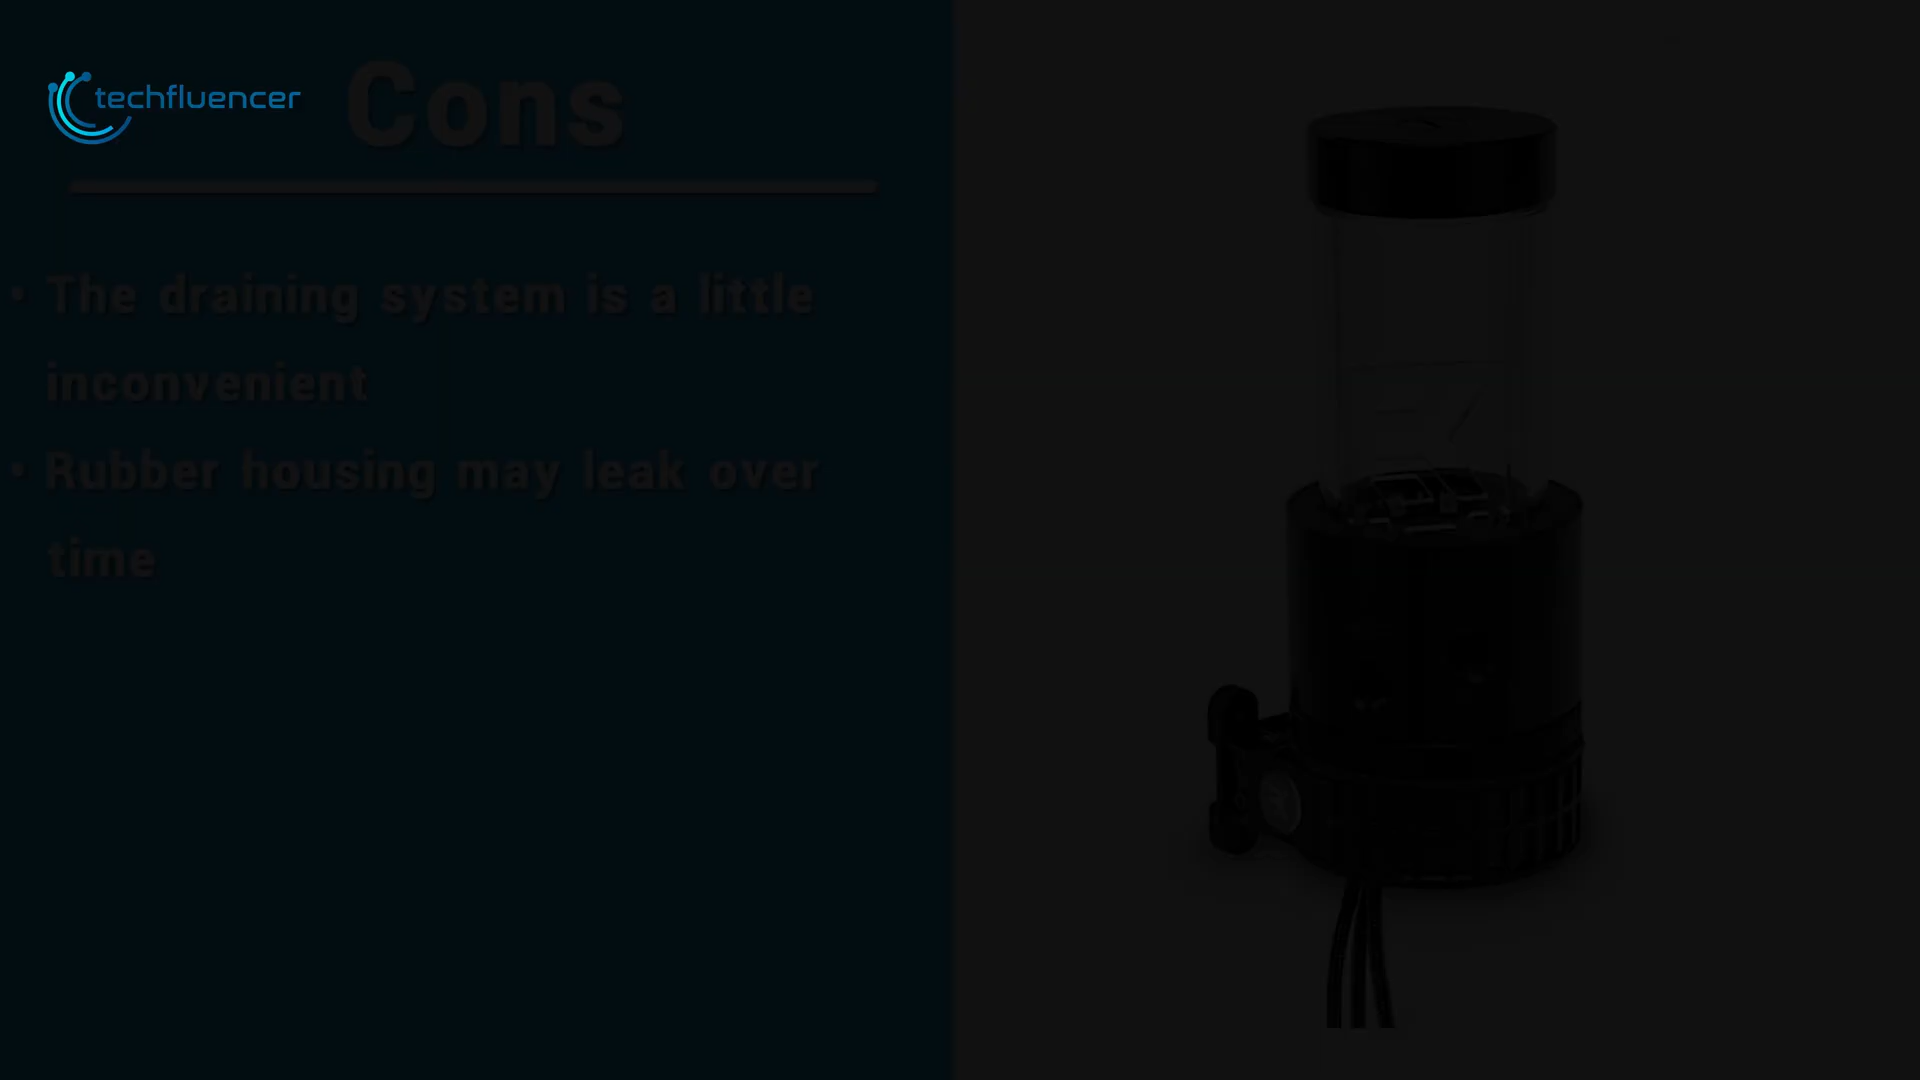 techfluencer
Cons
• The draining system is a little
inconvenient
• Rubber housing may leak over
time